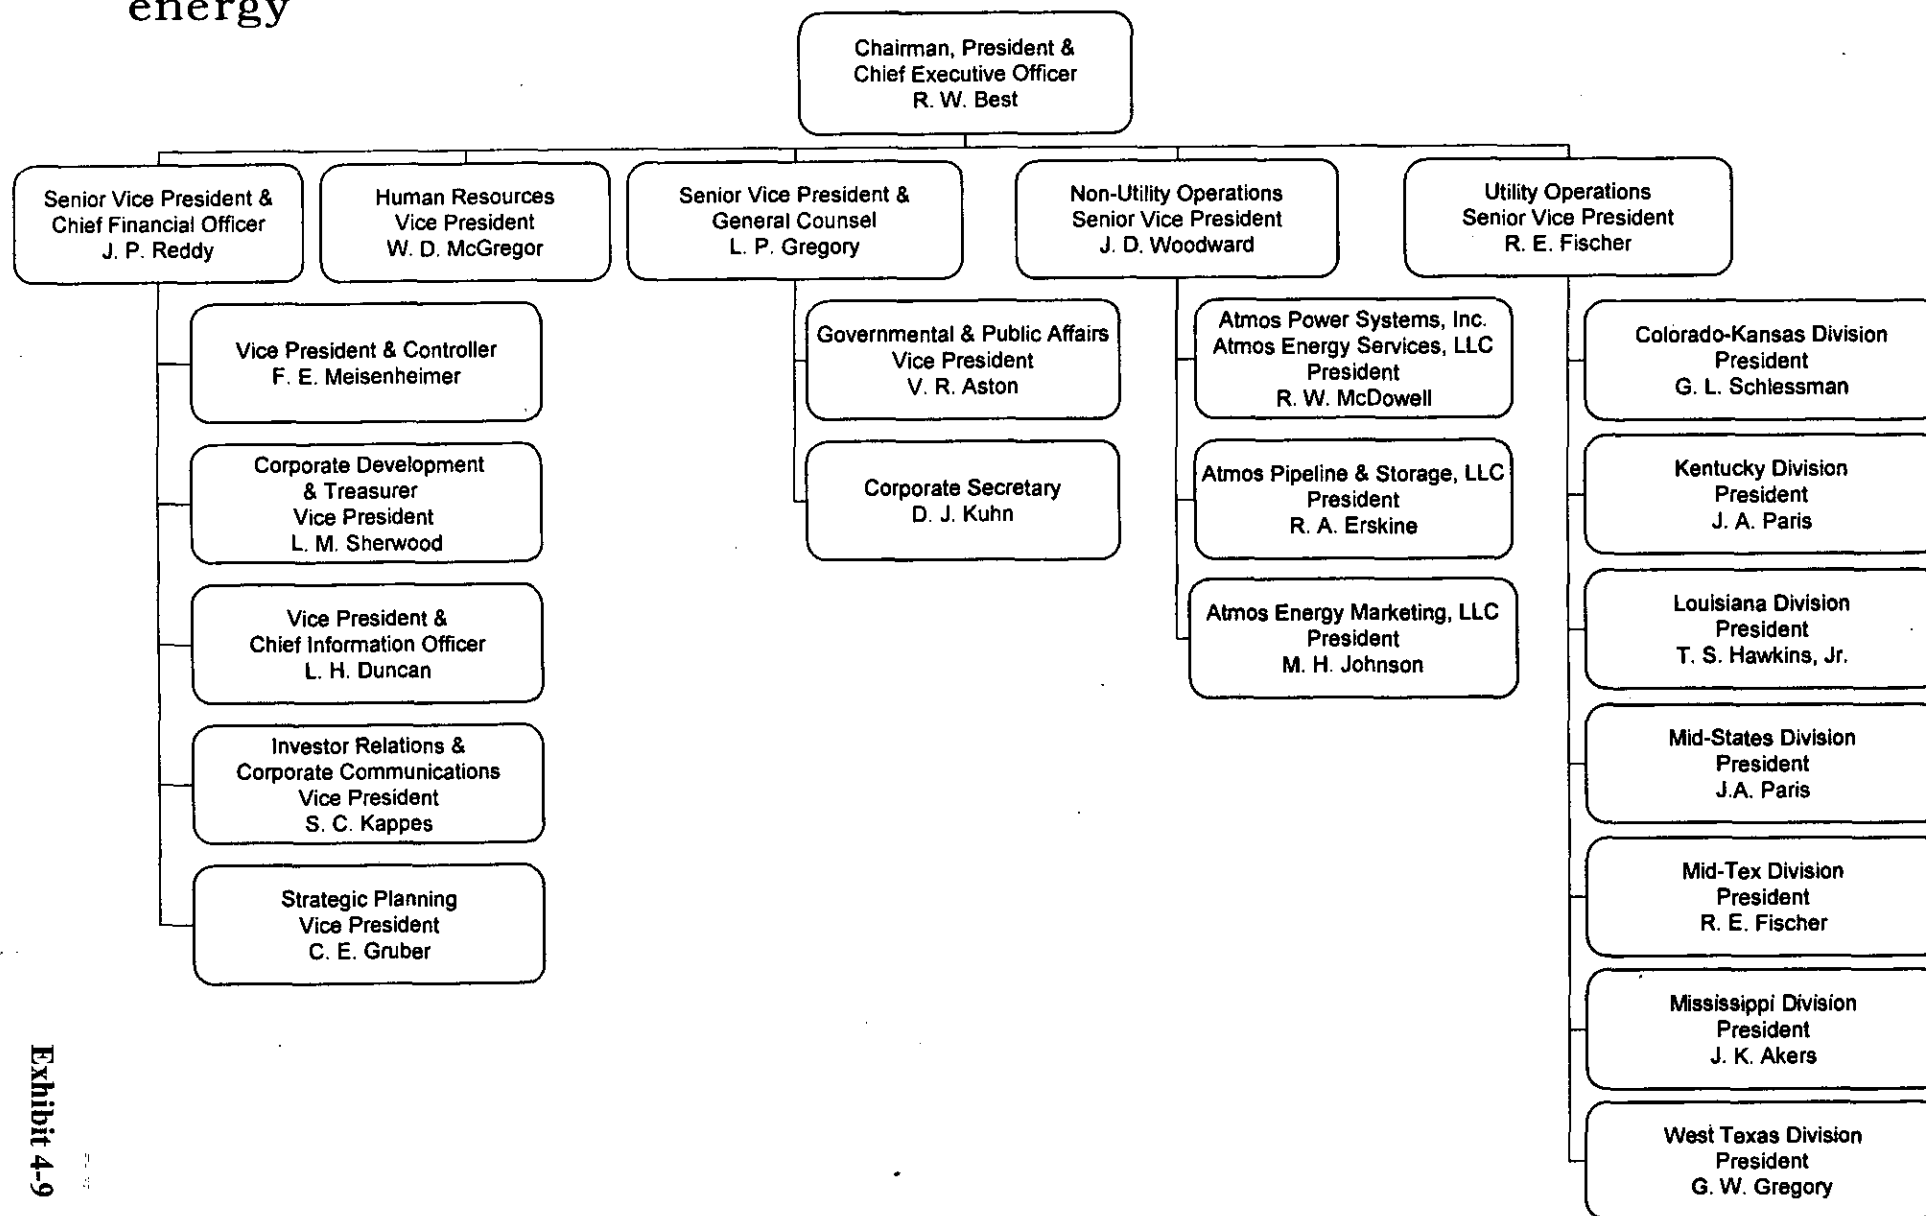 energy
Chairman, President &
Chief Executive Officer
R. W. Best
Senior Vice President &
Chief Financial Officer
J. P. Reddy
Human Resources
Vice President
W. D. McGregor
Senior Vice President &
General Counsel
L. P. Gregory
Non-Utility Operations
Senior Vice President
J. D. Woodward
Utility Operations
Senior Vice President
R. E. Fischer
Vice President & Controller
F. E. Meisenheimer
Corporate Development
& Treasurer
Vice President
L. M. Sherwood
Vice President &
Chief Information Officer
L. H. Duncan
Investor Relations &
Corporate Communications
Vice President
S. C. Kappes
Strategic Planning
Vice President
C. E. Gruber
Governmental & Public Affairs
Vice President
V. R. Aston
Corporate Secretary
D. J. Kuhn
Atmos Power Systems, Inc.
Atmos Energy Services, LLC
President
R. W. McDowell
Atmos Pipeline & Storage, LLC
President
R. A. Erskine
Atmos Energy Marketing, LLC
President
M. H. Johnson
Colorado-Kansas Division
President
G. L. Schlessman
Kentucky Division
President
J. A. Paris
Louisiana Division
President
T. S. Hawkins, Jr.
Mid-States Division
President
J.A. Paris
Mid-Tex Division
President
R. E. Fischer
Mississippi Division
President
J. K. Akers
West Texas Division
President
G. W. Gregory
Exhibit 4-9